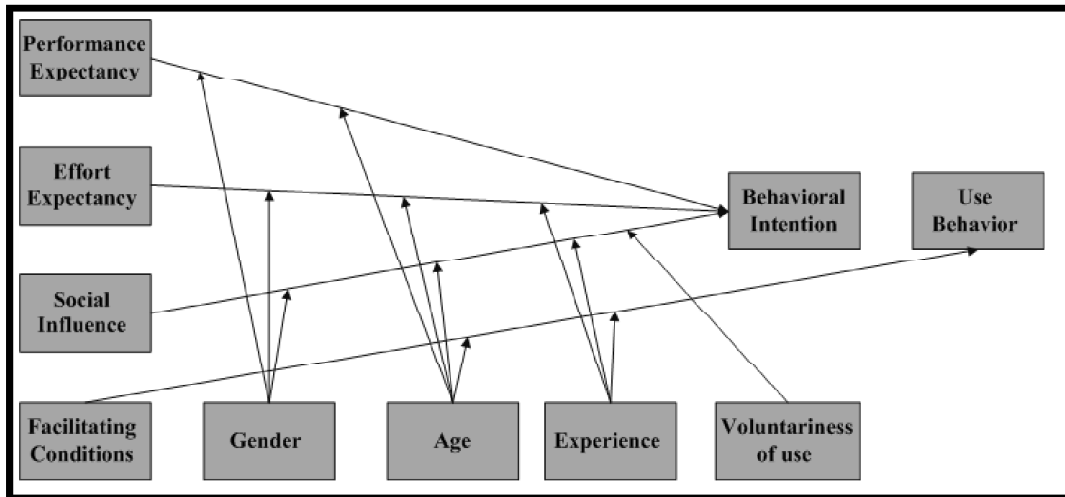 Performance
Expectancy
Effort
Expectancy
Behavioral
Intention
Use
Behavior
Social
Influence
Facilitating
Conditions
Gender
Age
Experience
Voluntariness
of use